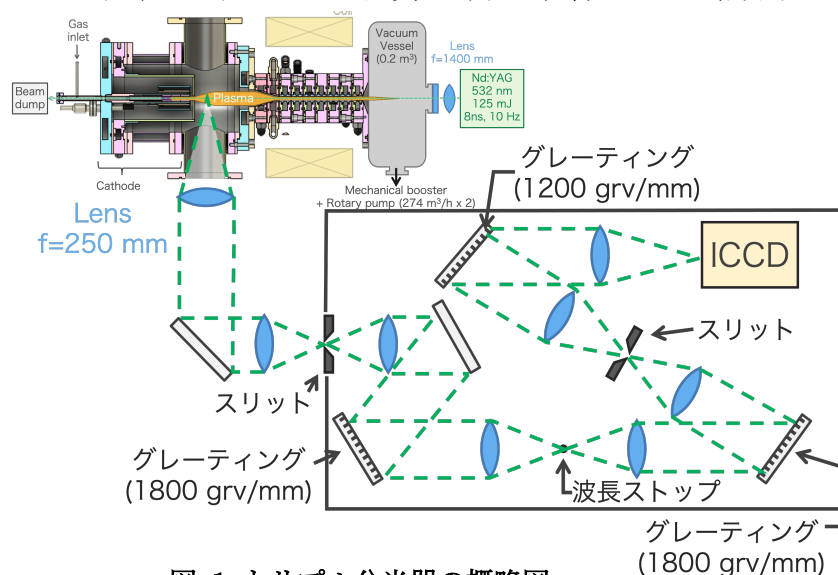 Gas
inlet
Coil
Vacuum
Vessel
(0.2 m³)
Lens
f=1400 mm
Nd:YAG
532 nm
125 mJ
8ns, 10 Hz
Beam
dump
Plasma
Cathode
Mechanical booster
+ Rotary pump (274 m³/h x 2)
Lens
f=250 mm
グレーティング
(1200 grv/mm)
ICCD
スリット
スリット
グレーティング
(1800 grv/mm)
波長ストップ
グレーティング
(1800 grv/mm)